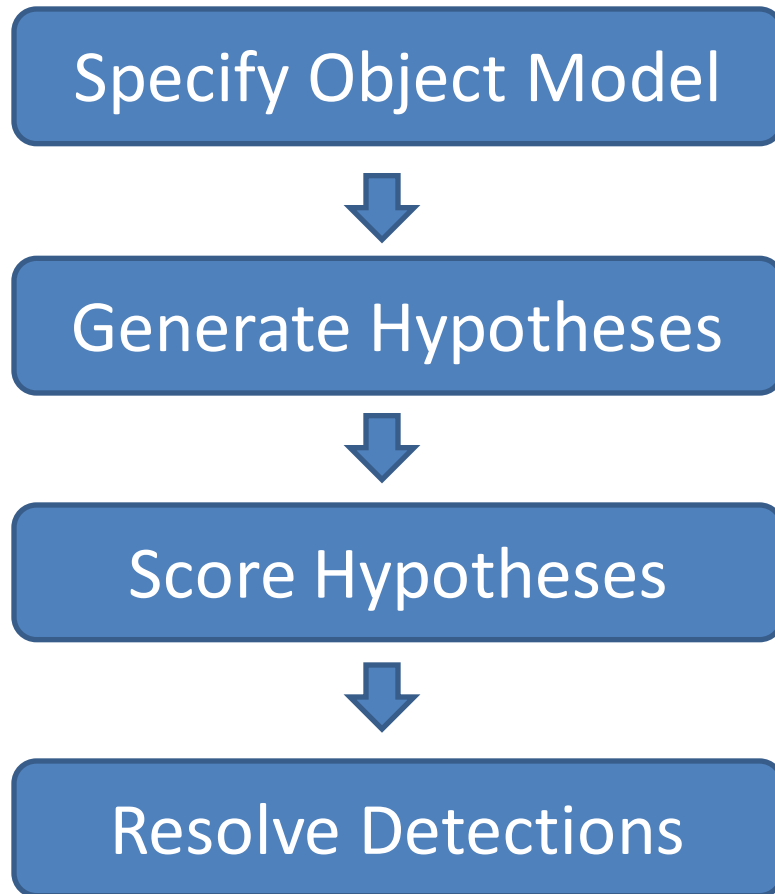 Specify Object Model
Generate Hypotheses
Score Hypotheses
Resolve Detections